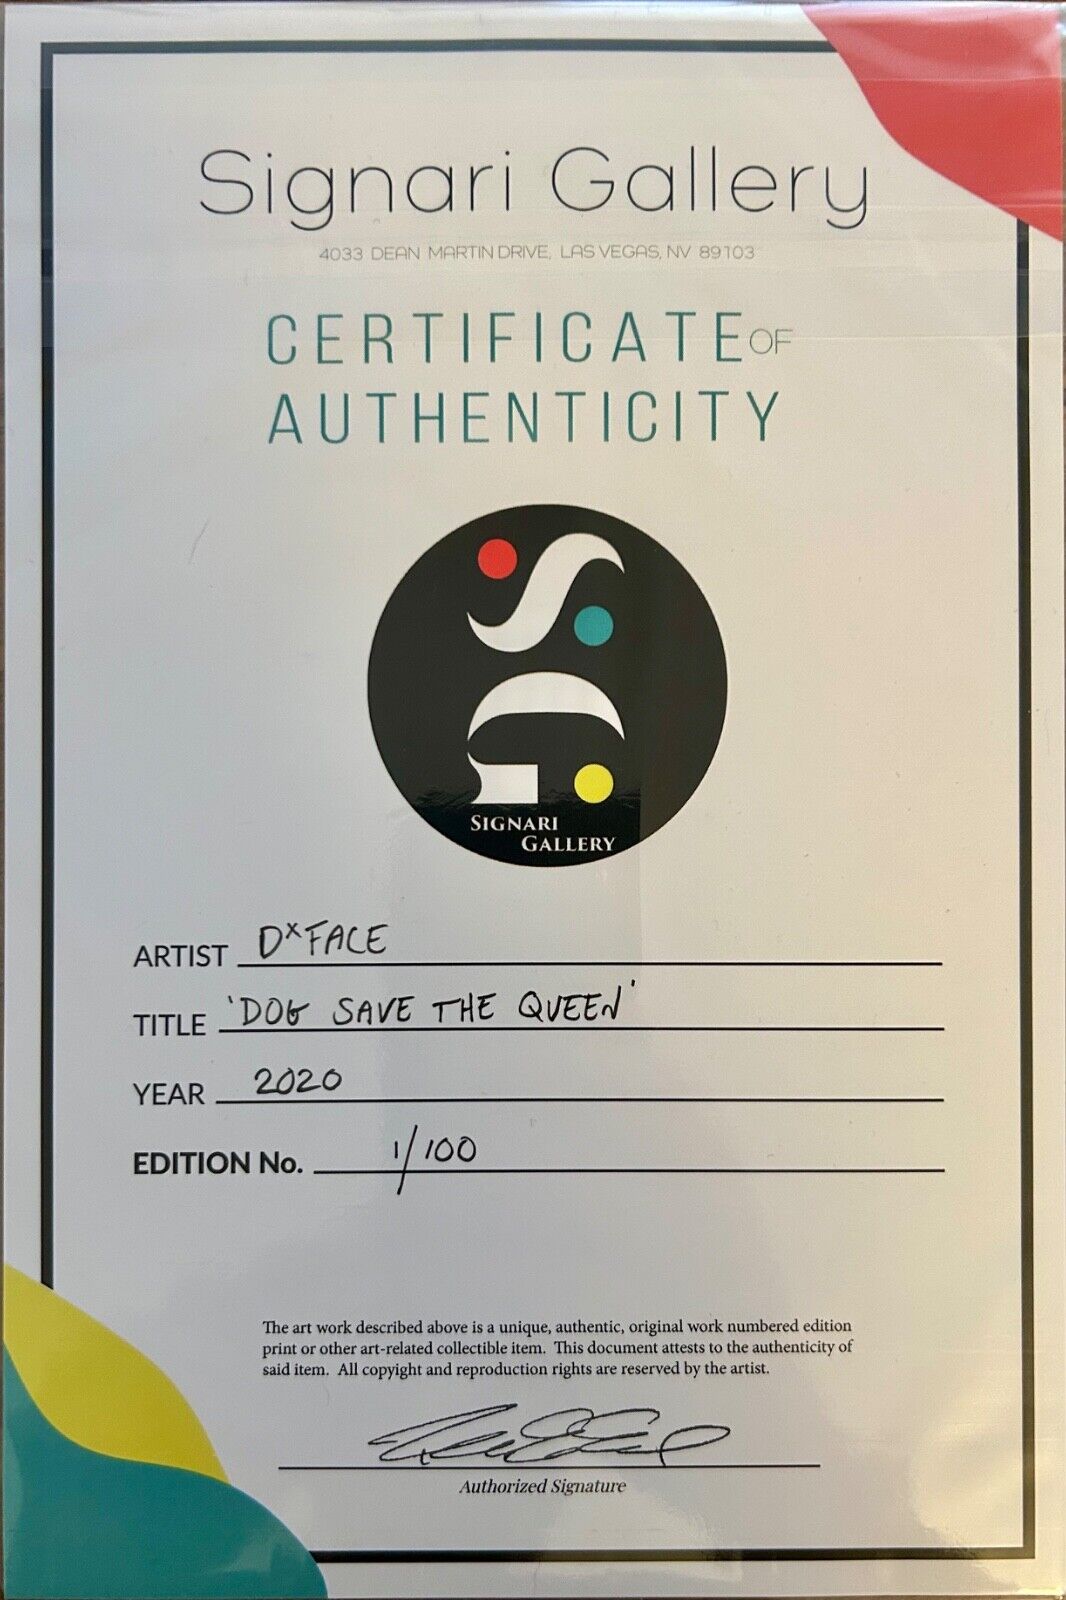 Signari Gallery
4033 DEAN MARTIN DRIVE, LAS VEGAS, NV 89103
CERTIFICATE OF
AUTHENTICITY
SIGNARI
GALLERY
ARTIST D*FACE
TITLE 'DOG SAVE THE QUEEN'
YEAR 2020
EDITION No. 1/100
The art work described above is a unique, authentic, original work numbered edition
print or other art-related collectible item. This document attests to the authenticity of
said item. All copyight and reproduction rights are reserved by the artist.
Authorized Signature